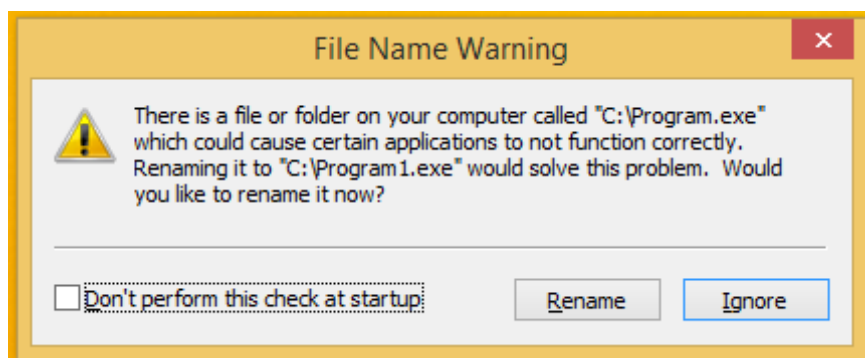 File Name Warning
There is a file or folder on your computer called "C:\Program.exe"
which could cause certain applications to not function correctly.
Renaming it to "C:\Program1.exe" would solve this problem.  Would
you like to rename it now?
Don't perform this check at startup
Rename
Ignore